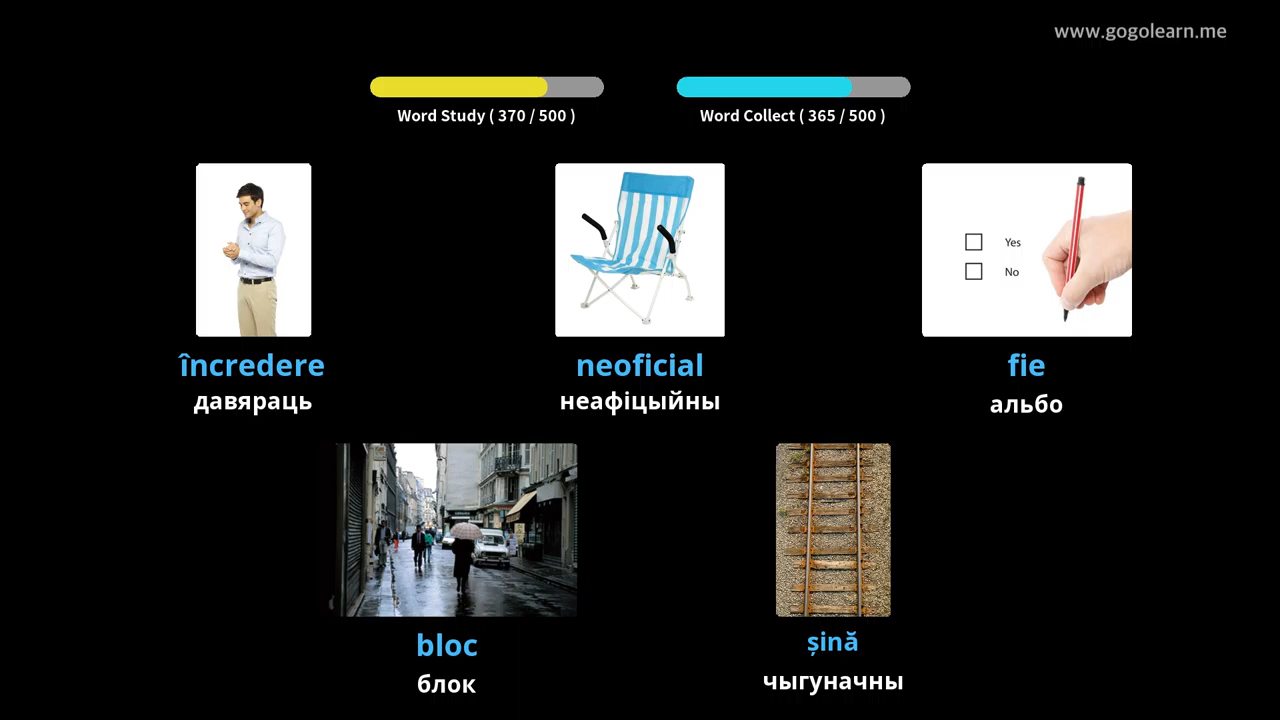 www.gogolearn.me
Word Study ( 370 / 500 )
Word Collect ( 365 / 500 )
Yes
No
încredere
давяраць
neoficial
неафіцыйны
fie
альбо
bloc
блок
șină
чыгуначны